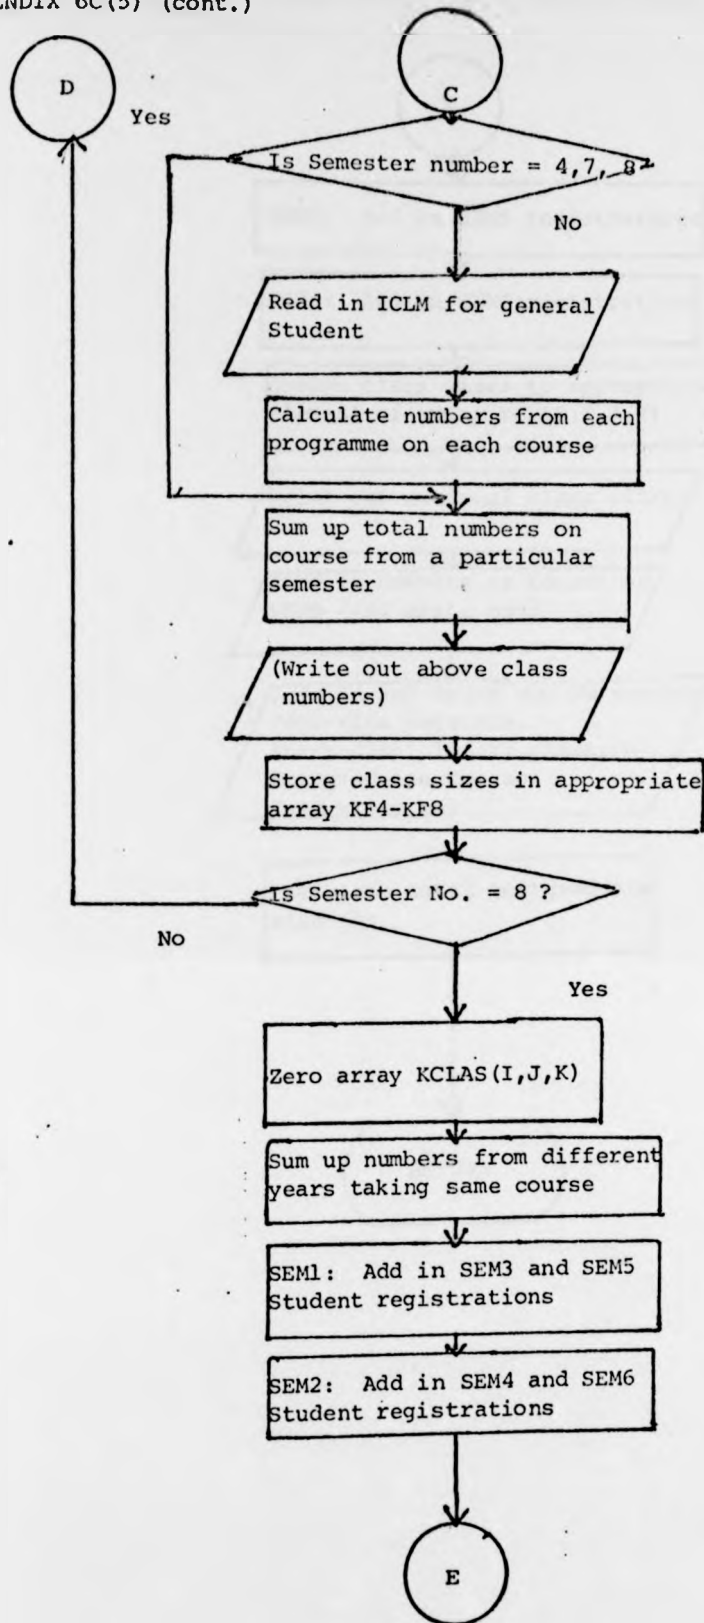 ENDIX 6C(5) (cont.)
D
C
Yes
Is Semester number = 4,7, 8
No
Read in ICLM for general
Student
Calculate numbers from each
programme on each course
Sum up total numbers on
course from a particular
semester
(Write out above class
numbers)
Store class sizes in appropriate
array KF4-KF8
Is Semester No. = 8 ?
No
Yes
Zero array KCLAS(I,J,K)
Sum up numbers from different
years taking same course
SEM1: Add in SEM3 and SEM5
Student registrations
SEM2: Add in SEM4 and SEM6
Student registrations
E